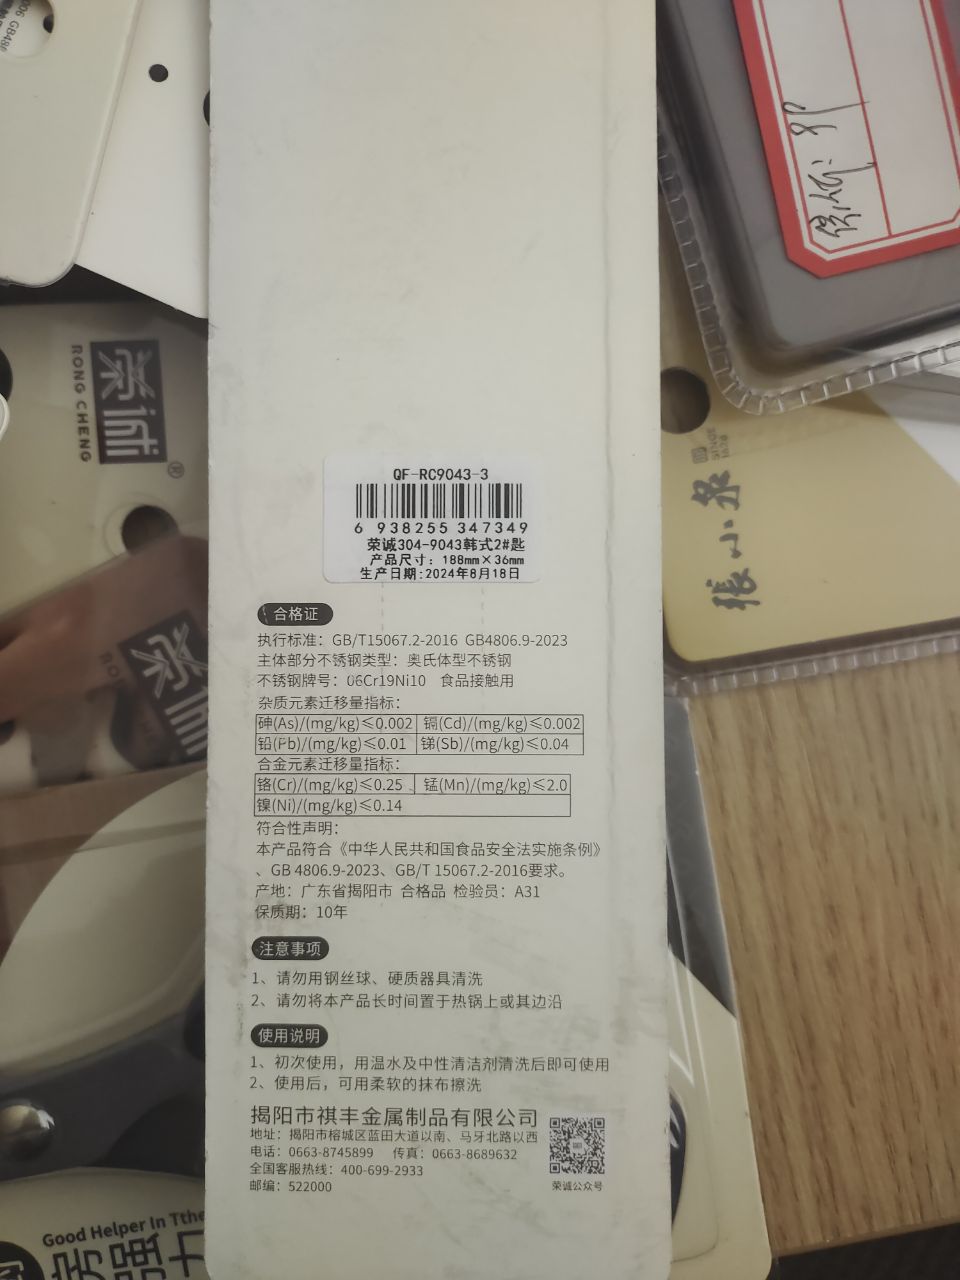 QF-RC9043-3
6 938255 347349
荣诚304-9043韩式2#匙
产品尺寸：188mm×36mm
生产日期:2024年8月18日
合格证
执行标准：GB/T15067.2-2016 GB4806.9-2023
主体部分不锈钢类型：奥氏体型不锈钢
不锈钢牌号：06Cr19Ni10 食品接触用
杂质元素迁移量指标：
砷(As)/(mg/kg)≤0.002 镉(Cd)/(mg/kg)≤0.002
铅(Pb)/(mg/kg)≤0.01 锑(Sb)/(mg/kg)≤0.04
合金元素迁移量指标：
铬(Cr)/(mg/kg)≤0.25 锰(Mn)/(mg/kg)≤2.0
镍(Ni)/(mg/kg)≤0.14
符合性声明：
本产品符合《中华人民共和国食品安全法实施条例》
、GB 4806.9-2023、GB/T 15067.2-2016要求。
产地：广东省揭阳市 合格品 检验员：A31
保质期：10年
注意事项
1、请勿用钢丝球、硬质器具清洗
2、请勿将本产品长时间置于热锅上或其边沿
使用说明
1、初次使用，用温水及中性清洁剂清洗后即可使用
2、使用后，可用柔软的抹布擦洗
揭阳市祺丰金属制品有限公司
地址：揭阳市榕城区蓝田大道以南、马牙北路以西
电话：0663-8745899 传真：0663-8689632
全国客服热线：400-699-2933
邮编：522000
荣诚公众号
荣诚
RONG CHENG
®
荣诚
張小泉
SINCE
1628
Good Helper In Tthe